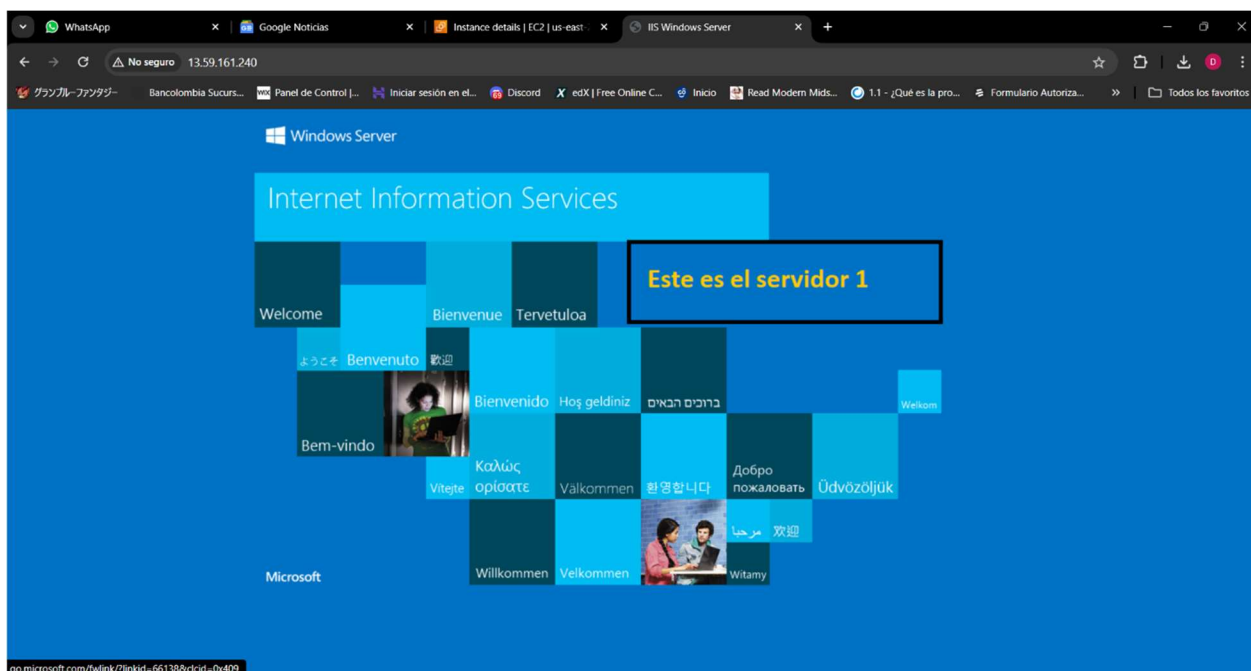 WhatsApp
Google Noticias
Instance details | EC2 | us-east-
IIS Windows Server
No seguro 13.59.161.240
グランブル-ファンタジー
Bancolombia Sucurs...
Panel de Control |...
Iniciar sesión en el...
Discord
edX | Free Online C...
Inicio
Read Modern Mids...
1.1 - ¿Qué es la pro...
Formulario Autoriza...
»
Todos los favoritos
Windows Server
Internet Information Services
Este es el servidor 1
Welcome
Bienvenue
Tervetuloa
ようこそ
Benvenuto
歡迎
Bienvenido
Hoş geldiniz
ברוכים הבאים
Welkom
Bem-vindo
Vítejte
Καλώς
ορίσατε
Välkommen
환영합니다
Добро
пожаловать
Üdvözöljük
Microsoft
Willkommen
Velkommen
مرحبا
欢迎
Witamy
go.microsoft.com/fwlink/?linkid=66138&clcid=0x409